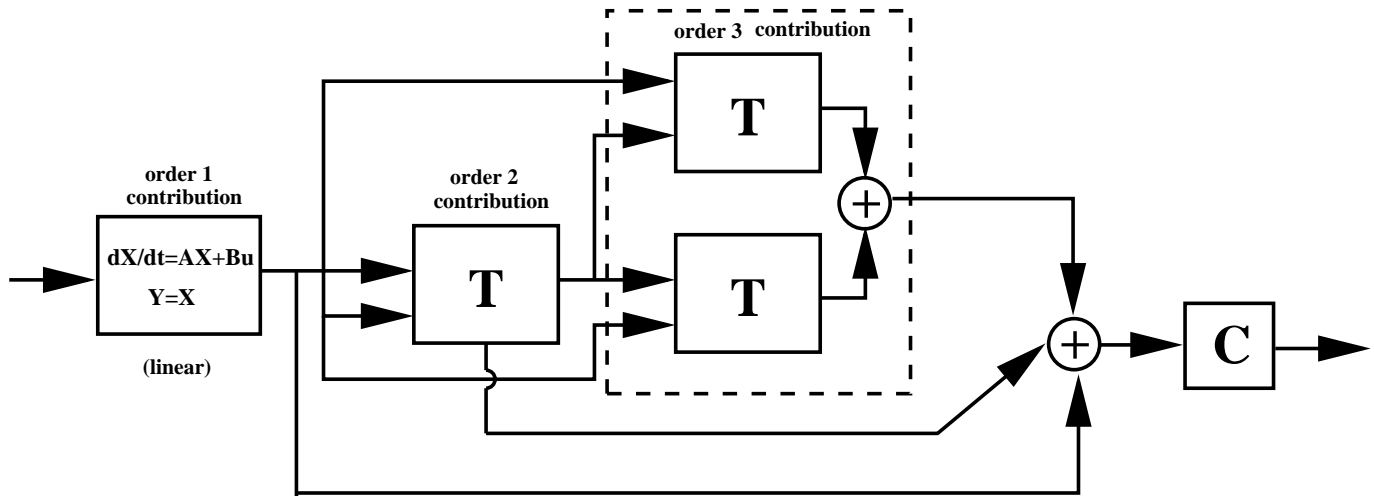 order 3 contribution
T
order 1
contribution
order 2
contribution
dX/dt=AX+Bu
Y=X
T
T
+
+
C
(linear)